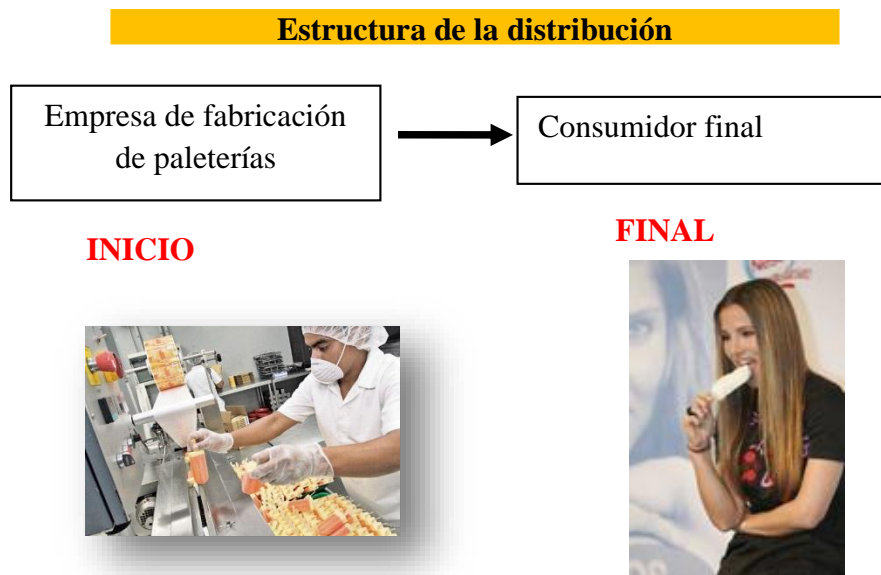 Estructura de la distribución
Empresa de fabricación
de paleterías
Consumidor final
INICIO
FINAL